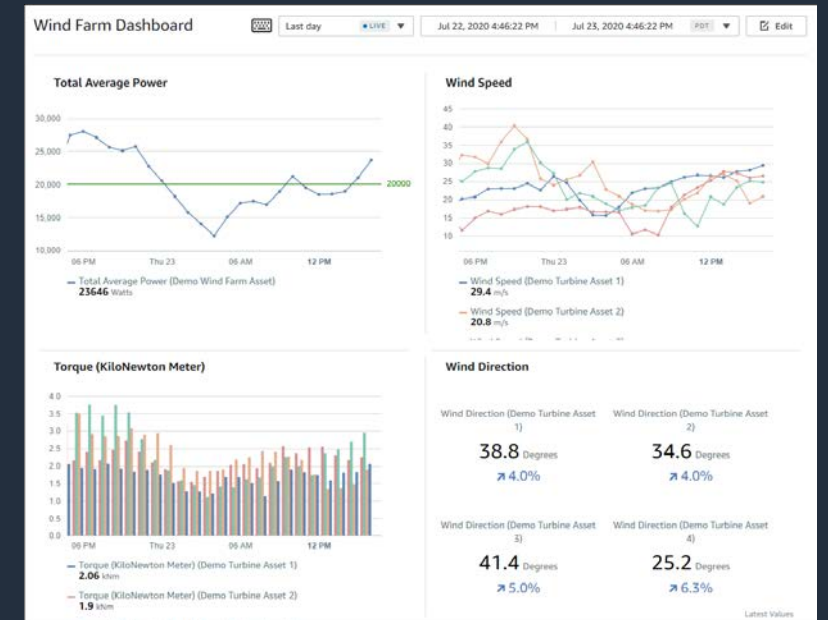 Wind Farm Dashboard
Last day
LIVE
Jul 22, 2020 4:46:22 PM
Jul 23, 2020 4:46:22 PM
PDT
Edit
Total Average Power
30,000
25,000
20,000
15,000
10,000
20000
06 PM
Thu 23
06 AM
12 PM
Total Average Power (Demo Wind Farm Asset)
23646 Watts
Wind Speed
45
40
35
30
25
20
15
10
06 PM
Thu 23
06 AM
12 PM
Wind Speed (Demo Turbine Asset 1)
29.4 m/s
Wind Speed (Demo Turbine Asset 2)
20.8 m/s
Torque (KiloNewton Meter)
4.0
3.5
3.0
2.5
2.0
1.5
1.0
0.5
0.0
06 PM
Thu 23
06 AM
12 PM
Torque (KiloNewton Meter) (Demo Turbine Asset 1)
2.06 kNm
Torque (KiloNewton Meter) (Demo Turbine Asset 2)
1.9 kNm
Wind Direction
Wind Direction (Demo Turbine Asset
1)
38.8 Degrees
4.0%
Wind Direction (Demo Turbine Asset
2)
34.6 Degrees
4.0%
Wind Direction (Demo Turbine Asset
3)
41.4 Degrees
5.0%
Wind Direction (Demo Turbine Asset
4)
25.2 Degrees
6.3%
Latest Values